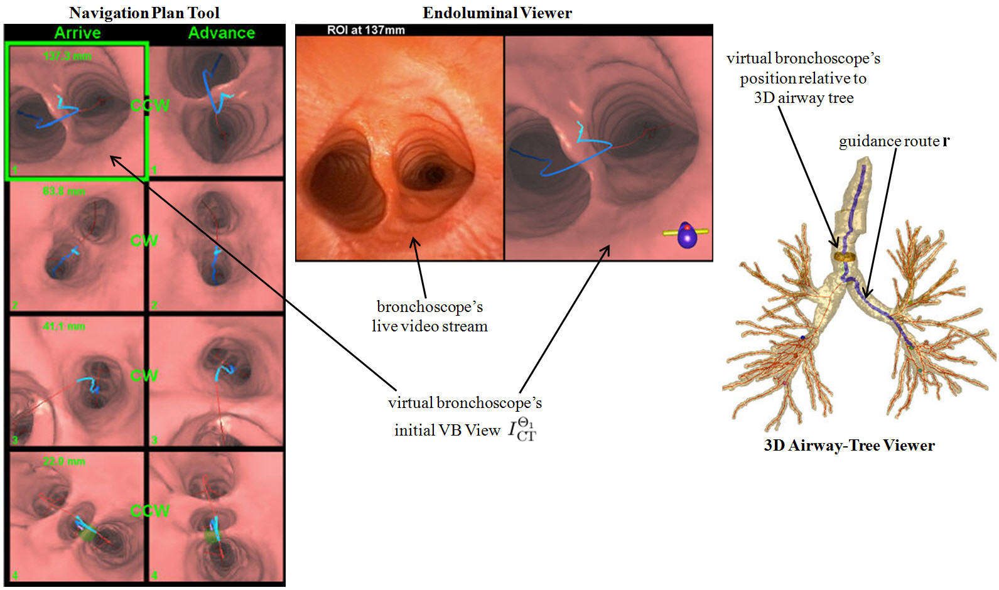 Navigation Plan Tool
Arrive
Advance
137.3 mm
CCW
1
1
63.8 mm
CW
2
2
41.1 mm
CW
3
3
22.0 mm
CCW
4
4
Endoluminal Viewer
ROI at 137mm
bronchoscope's
live video stream
virtual bronchoscope's
initial VB View I_CT^Θ₁
virtual bronchoscope's
position relative to
3D airway tree
guidance route r
3D Airway-Tree Viewer